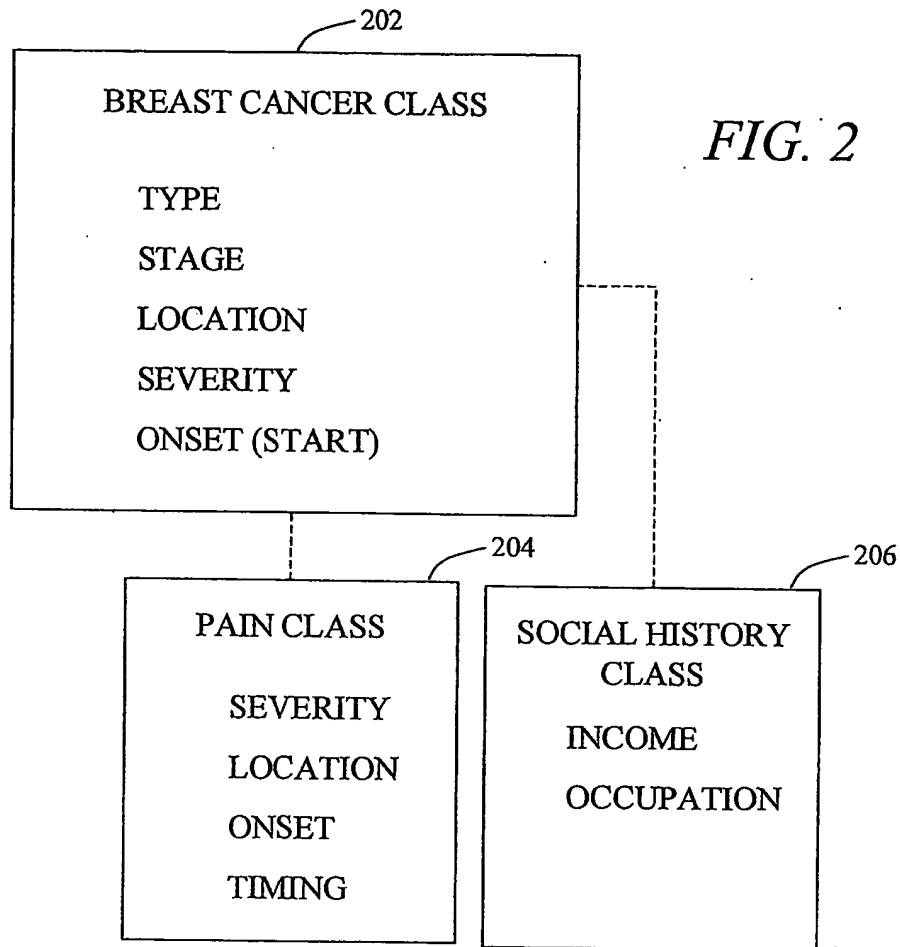 202
BREAST CANCER CLASS
TYPE
STAGE
LOCATION
SEVERITY
ONSET (START)
FIG. 2
204
PAIN CLASS
SEVERITY
LOCATION
ONSET
TIMING
206
SOCIAL HISTORY
CLASS
INCOME
OCCUPATION